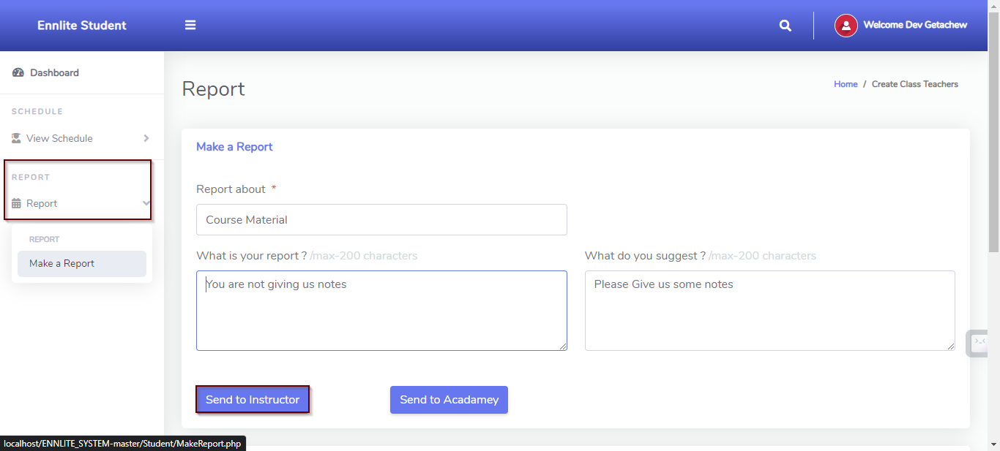 Ennlite Student
Welcome Dev Getachew
Dashboard
SCHEDULE
View Schedule
REPORT
Report
REPORT
Make a Report
Report
Home / Create Class Teachers
Make a Report
Report about *
Course Material
What is your report ? /max-200 characters
You are not giving us notes
What do you suggest ? /max-200 characters
Please Give us some notes
Send to Instructor
Send to Acadamey
localhost/ENNLITE_SYSTEM-master/Student/MakeReport.php